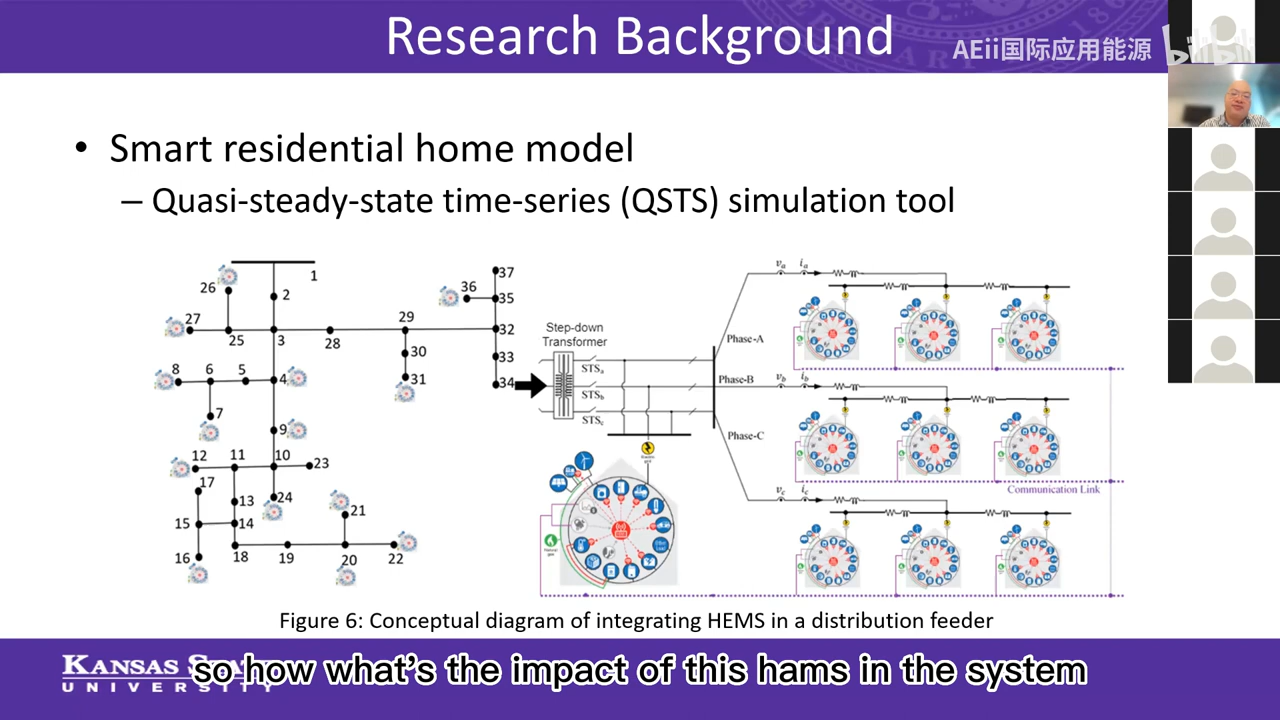 Research Background
AEii国际应用能源
bilibili
• Smart residential home model
– Quasi-steady-state time-series (QSTS) simulation tool
1
2
3
4
5
6
7
8
9
10
11
12
13
14
15
16
17
18
19
20
21
22
23
24
25
26
27
28
29
30
31
32
33
34
35
36
37
Step-down
Transformer
STSa
STSb
STSc
Phase-A
Phase-B
Phase-C
va ia
vb ib
vc ic
Communication Link
Figure 6: Conceptual diagram of integrating HEMS in a distribution feeder
so how what's the impact of this hams in the system
UNIVERSITY